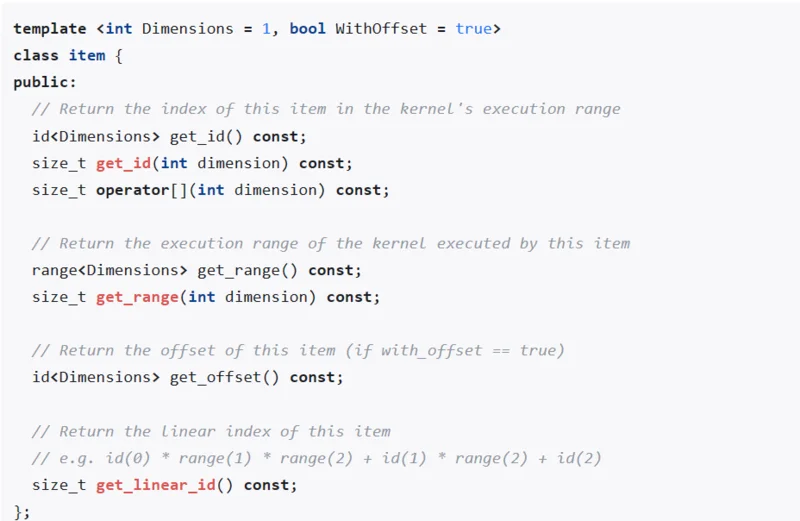 template <int Dimensions = 1, bool WithOffset = true>
class item {
public:
  // Return the index of this item in the kernel's execution range
  id<Dimensions> get_id() const;
  size_t get_id(int dimension) const;
  size_t operator[](int dimension) const;

  // Return the execution range of the kernel executed by this item
  range<Dimensions> get_range() const;
  size_t get_range(int dimension) const;

  // Return the offset of this item (if with_offset == true)
  id<Dimensions> get_offset() const;

  // Return the linear index of this item
  // e.g. id(0) * range(1) * range(2) + id(1) * range(2) + id(2)
  size_t get_linear_id() const;
};